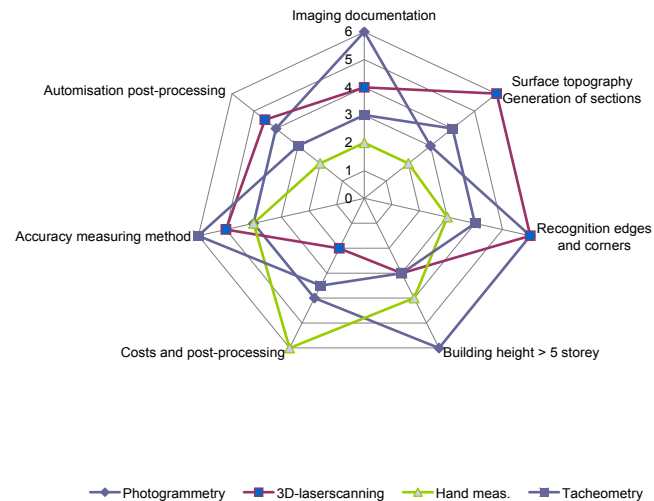 Imaging documentation
6
5
4
3
2
1
0
Surface topography
Generation of sections
Recognition edges
and corners
Building height > 5 storey
Costs and post-processing
Accuracy measuring method
Automisation post-processing
Photogrammetry
3D-laserscanning
Hand meas.
Tacheometry